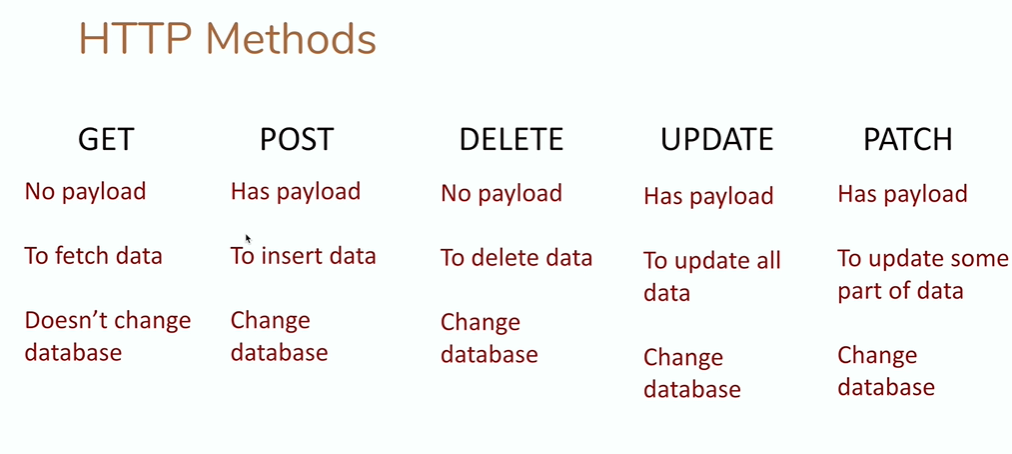 HTTP Methods
GET
No payload
To fetch data
Doesn’t change
database
POST
Has payload
To insert data
Change
database
DELETE
No payload
To delete data
Change
database
UPDATE
Has payload
To update all
data
Change
database
PATCH
Has payload
To update some
part of data
Change
database